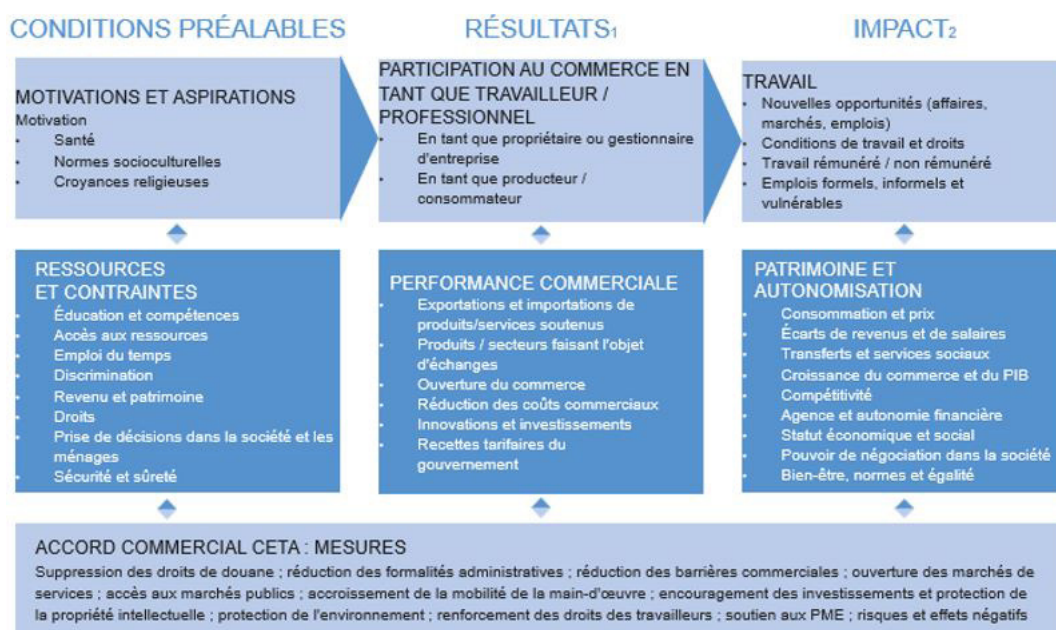 CONDITIONS PRÉALABLES
RÉSULTATS1
IMPACT2
MOTIVATIONS ET ASPIRATIONS
Motivation
• Santé
• Normes socioculturelles
• Croyances religieuses
PARTICIPATION AU COMMERCE EN
TANT QUE TRAVAILLEUR /
PROFESSIONNEL
• En tant que propriétaire ou gestionnaire
d'entreprise
• En tant que producteur /
consommateur
TRAVAIL
• Nouvelles opportunités (affaires,
marchés, emplois)
• Conditions de travail et droits
• Travail rémunéré / non rémunéré
• Emplois formels, informels et
vulnérables
RESSOURCES
ET CONTRAINTES
• Éducation et compétences
• Accès aux ressources
• Emploi du temps
• Discrimination
• Revenu et patrimoine
• Droits
• Prise de décisions dans la société et les
ménages
• Sécurité et sûreté
PERFORMANCE COMMERCIALE
• Exportations et importations de
produits/services soutenus
• Produits / secteurs faisant l'objet
d'échanges
• Ouverture du commerce
• Réduction des coûts commerciaux
• Innovations et investissements
• Recettes tarifaires du
gouvernement
PATRIMOINE ET
AUTONOMISATION
• Consommation et prix
• Écarts de revenus et de salaires
• Transferts et services sociaux
• Croissance du commerce et du PIB
• Compétitivité
• Agence et autonomie financière
• Statut économique et social
• Pouvoir de négociation dans la société
• Bien-être, normes et égalité
ACCORD COMMERCIAL CETA : MESURES
Suppression des droits de douane ; réduction des formalités administratives ; réduction des barrières commerciales ; ouverture des marchés de
services ; accès aux marchés publics ; accroissement de la mobilité de la main-d'œuvre ; encouragement des investissements et protection de
la propriété intellectuelle ; protection de l'environnement ; renforcement des droits des travailleurs ; soutien aux PME ; risques et effets négatifs